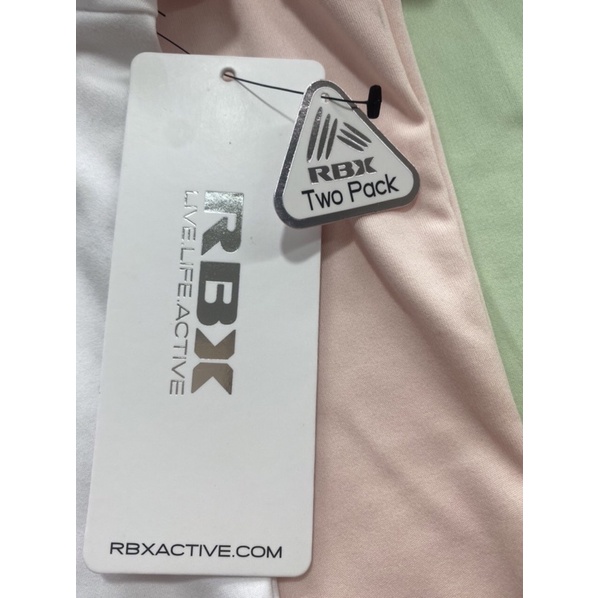 RBX
Two Pack
RBX
LIVE.LIFE.ACTIVE
RBXACTIVE.COM